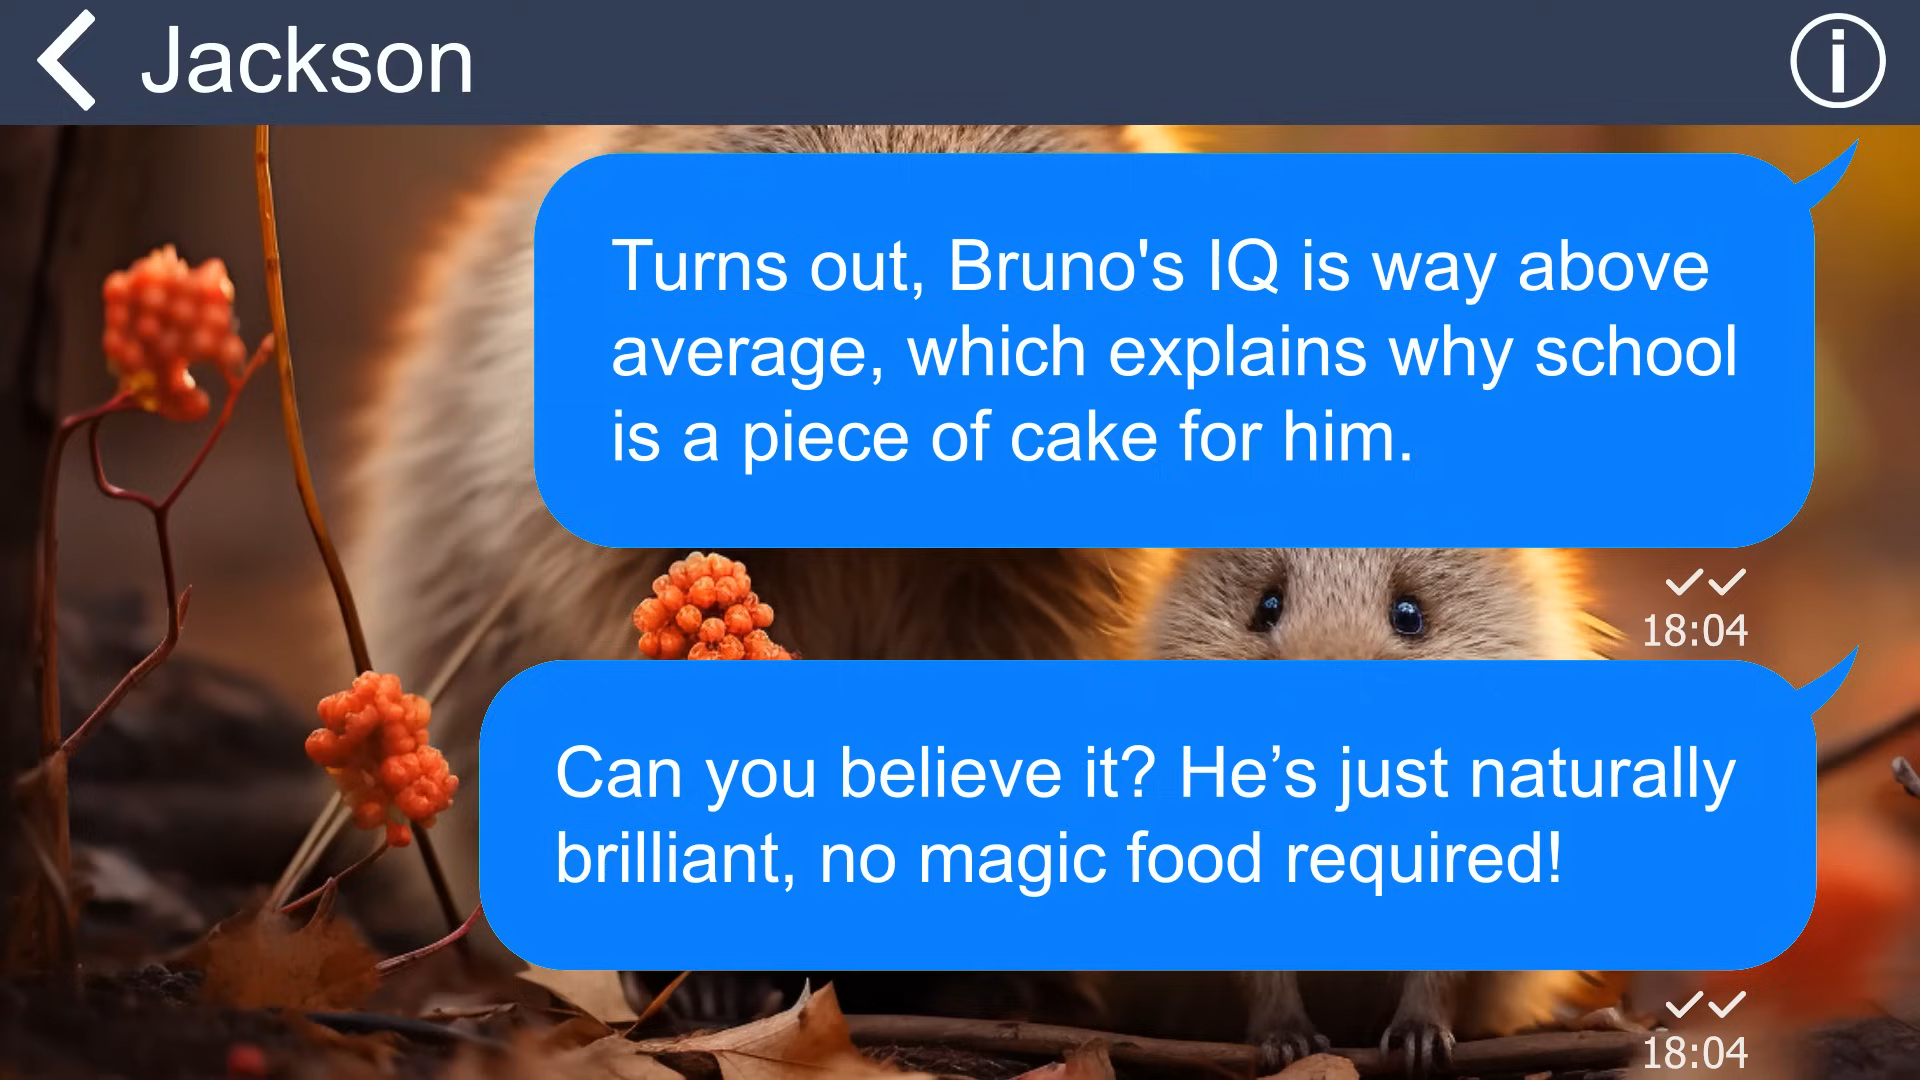 Jackson
Turns out, Bruno's IQ is way above
average, which explains why school
is a piece of cake for him.
18:04
Can you believe it? He’s just naturally
brilliant, no magic food required!
18:04